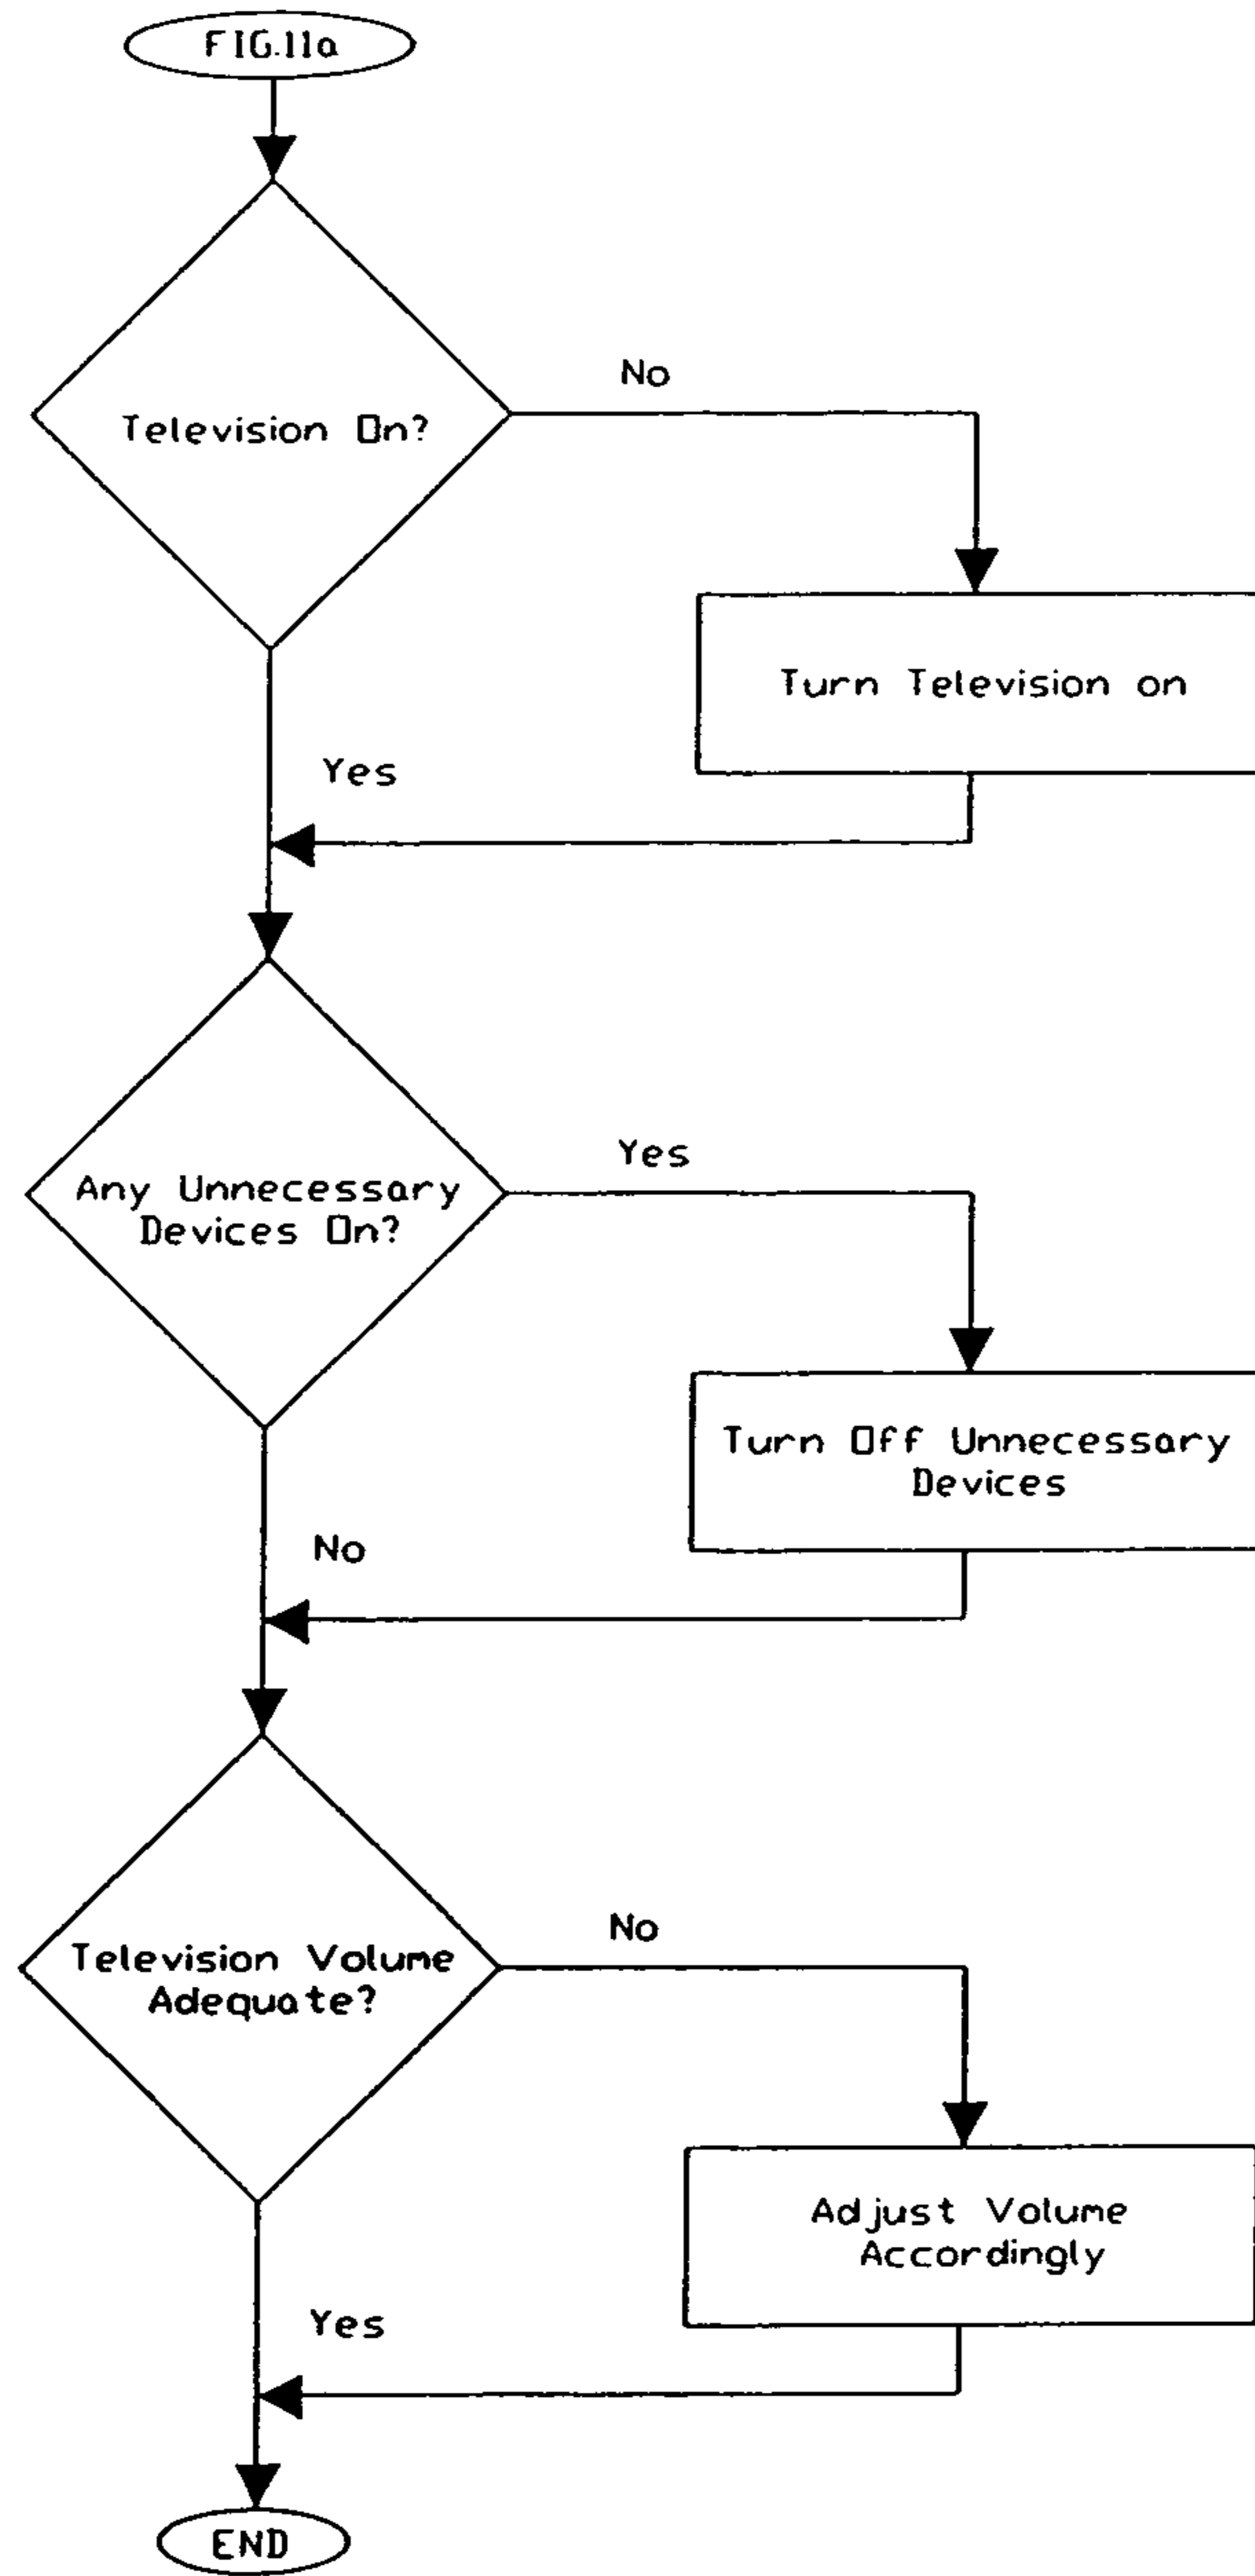 FIG.11a
No
Television On?
Turn Television on
Yes
Yes
Any Unnecessary
Devices On?
Turn Off Unnecessary
Devices
No
No
Television Volume
Adequate?
Adjust Volume
Accordingly
Yes
END